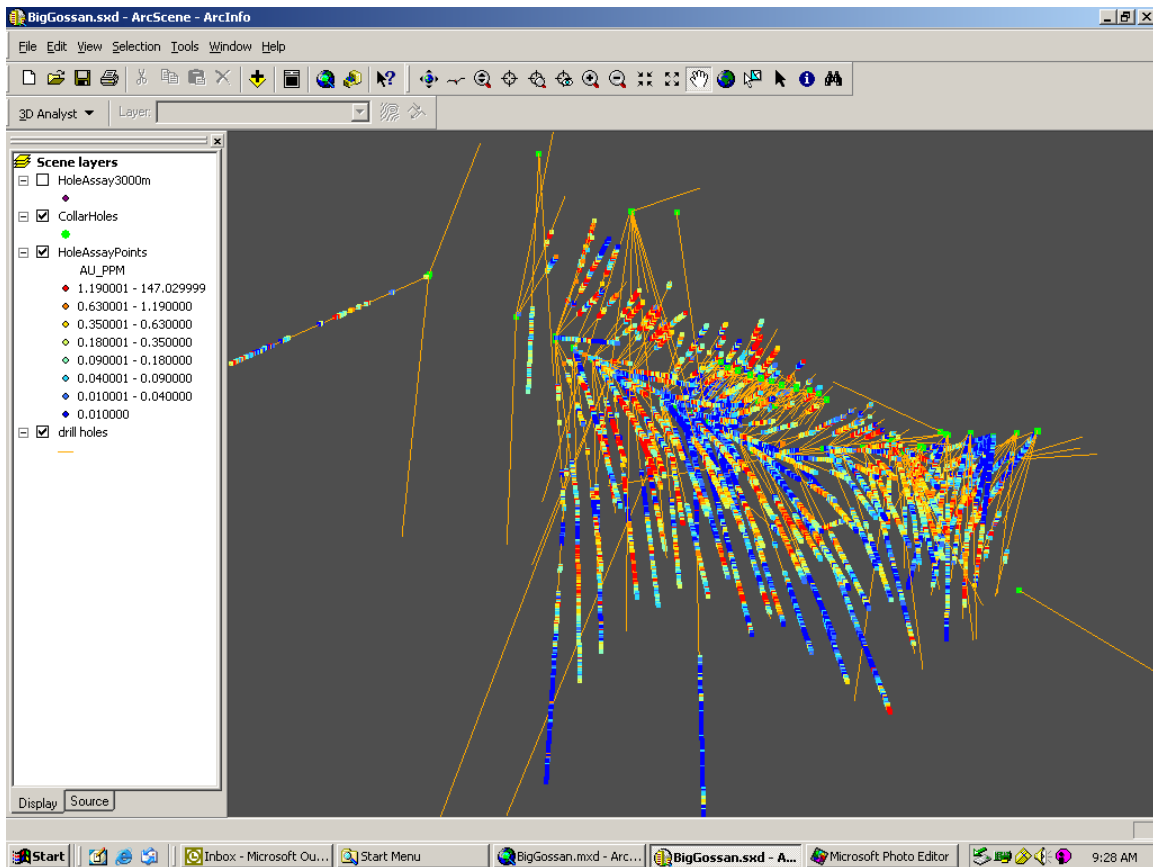 BigGossan.sxd - ArcScene - ArcInfo
File Edit View Selection Tools Window Help
3D Analyst Layer:
Scene layers
HoleAssay3000m
CollarHoles
HoleAssayPoints
AU_PPM
1.190001 - 147.029999
0.630001 - 1.190000
0.350001 - 0.630000
0.180001 - 0.350000
0.090001 - 0.180000
0.040001 - 0.090000
0.010001 - 0.040000
0.010000
drill holes
Display Source
Start Inbox - Microsoft Ou... Start Menu BigGossan.mxd - Arc... BigGossan.sxd - A... Microsoft Photo Editor 9:28 AM